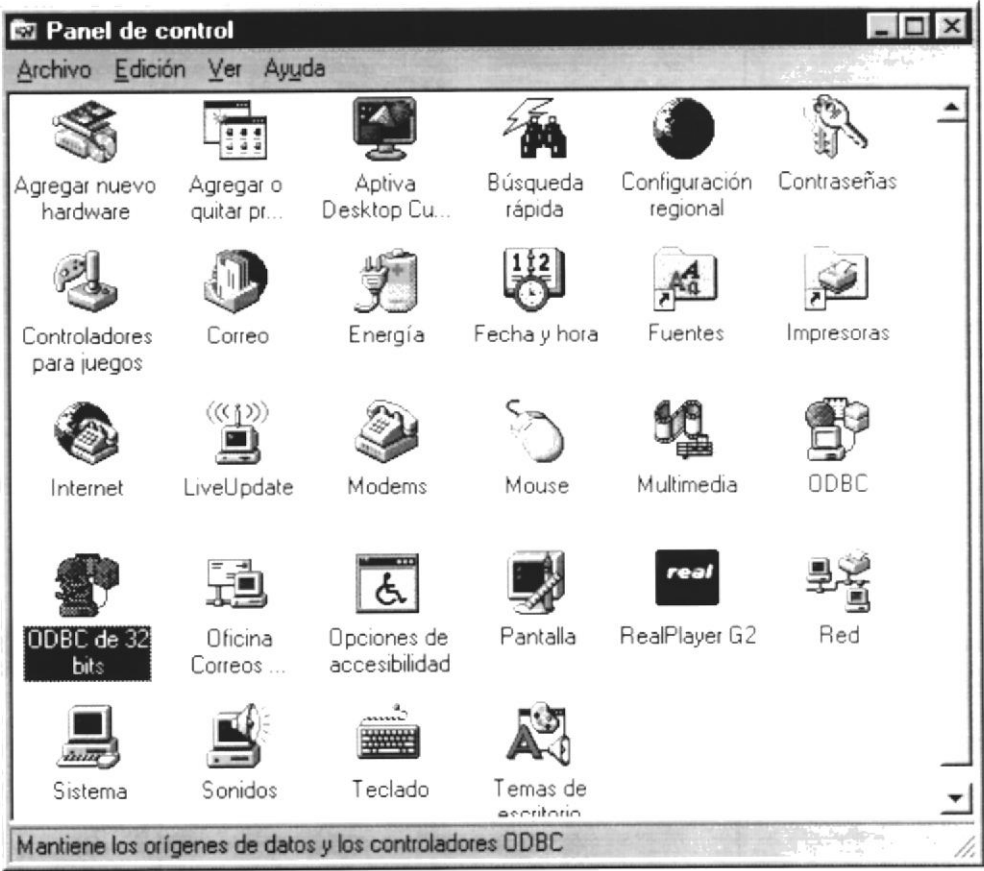 Panel de control
Archivo Edición Ver Ayuda
Agregar nuevo hardware
Agregar o quitar pr...
Aptiva Desktop Cu...
Búsqueda rápida
Configuración regional
Contraseñas
Controladores para juegos
Correo
Energía
Fecha y hora
Fuentes
Impresoras
Internet
LiveUpdate
Modems
Mouse
Multimedia
ODBC
ODBC de 32 bits
Oficina Correos ...
Opciones de accesibilidad
Pantalla
real
RealPlayer G2
Red
Sistema
Sonidos
Teclado
Temas de escritorio
Mantiene los orígenes de datos y los controladores ODBC